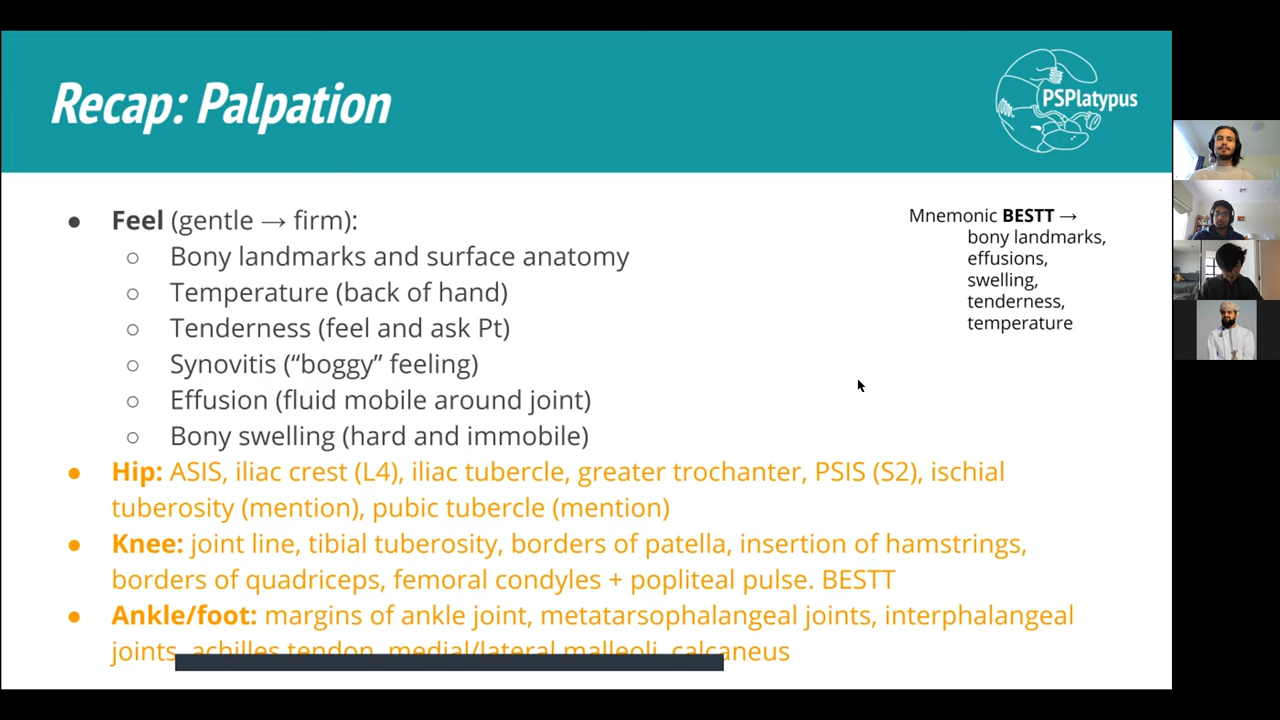 Recap: Palpation
PSPlatypus
● Feel (gentle → firm):
○ Bony landmarks and surface anatomy
○ Temperature (back of hand)
○ Tenderness (feel and ask Pt)
○ Synovitis (“boggy” feeling)
○ Effusion (fluid mobile around joint)
○ Bony swelling (hard and immobile)
● Hip: ASIS, iliac crest (L4), iliac tubercle, greater trochanter, PSIS (S2), ischial
tuberosity (mention), pubic tubercle (mention)
● Knee: joint line, tibial tuberosity, borders of patella, insertion of hamstrings,
borders of quadriceps, femoral condyles + popliteal pulse. BESTT
● Ankle/foot: margins of ankle joint, metatarsophalangeal joints, interphalangeal
joints, achilles tendon, medial/lateral malleoli, calcaneus
Mnemonic BESTT →
bony landmarks,
effusions,
swelling,
tenderness,
temperature